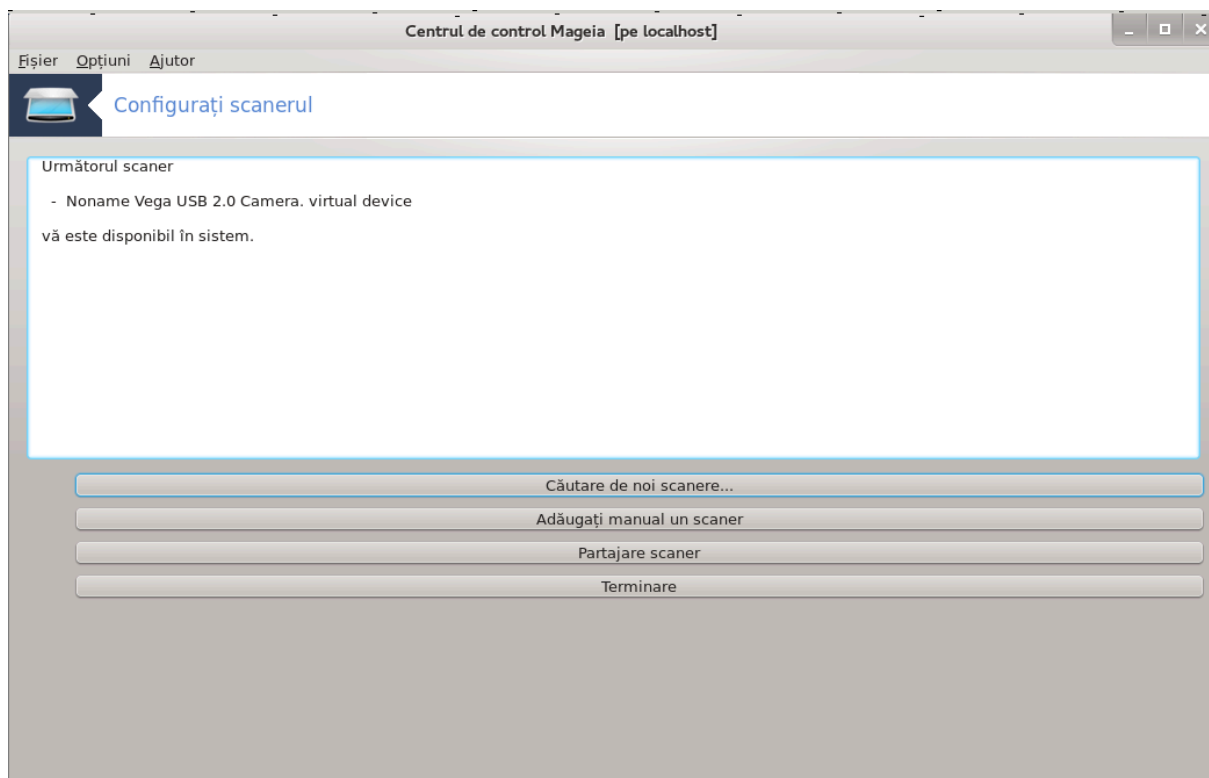 Centrul de control Mageia [pe localhost]
Fișier Opțiuni Ajutor
Configurați scanerul
Următorul scaner
- Noname Vega USB 2.0 Camera. virtual device
vă este disponibil în sistem.
Căutare de noi scanere...
Adăugați manual un scaner
Partajare scaner
Terminare